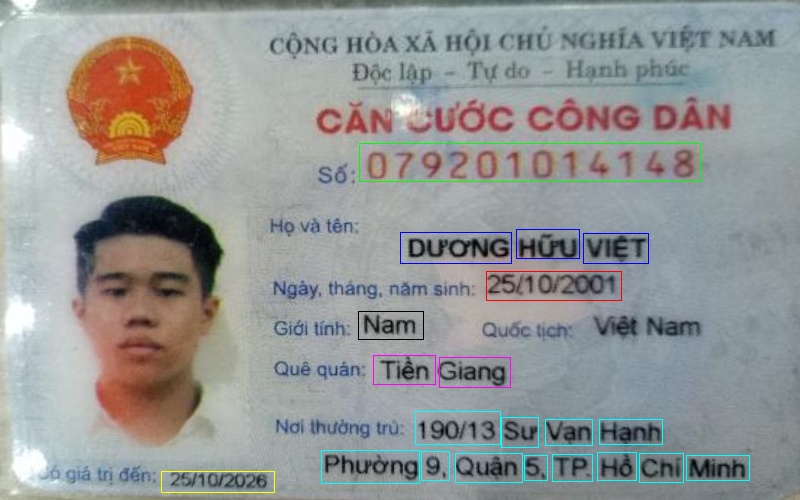 CỘNG HÒA XÃ HỘI CHỦ NGHĨA VIỆT NAM
Độc lập - Tự do - Hạnh phúc
CĂN CƯỚC CÔNG DÂN
Số: 079201014148
Họ và tên:
DƯƠNG HỮU VIỆT
Ngày, tháng, năm sinh: 25/10/2001
Giới tính: Nam Quốc tịch: Việt Nam
Quê quán: Tiền Giang
Nơi thường trú: 190/13 Sư Vạn Hạnh
Phường 9, Quận 5, TP. Hồ Chí Minh
Có giá trị đến: 25/10/2026